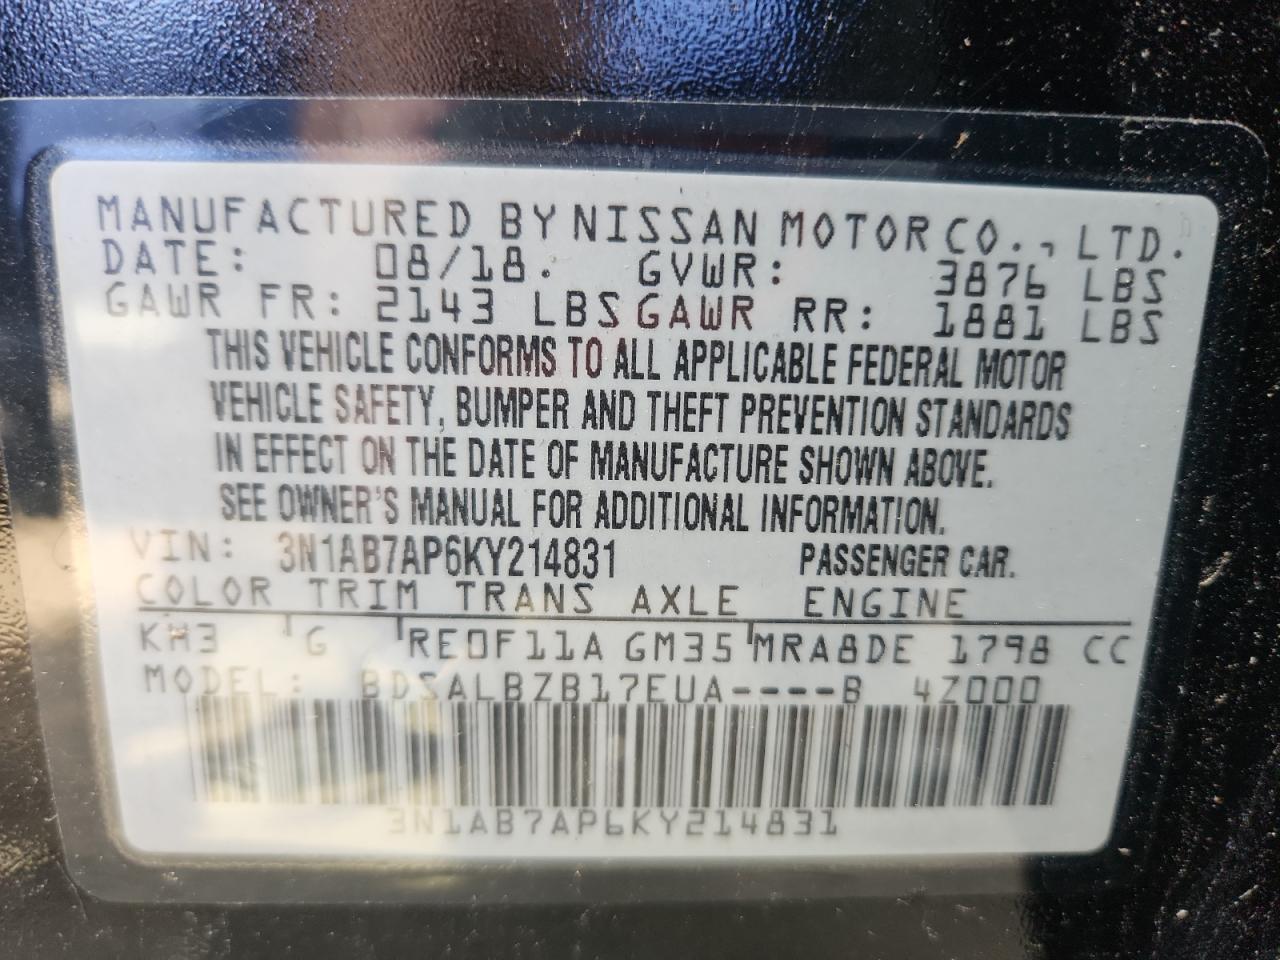 MANUFACTURED BY NISSAN MOTOR CO., LTD.
DATE: 08/18. GVWR: 3876 LBS
GAWR FR: 2143 LBS GAWR RR: 1881 LBS
THIS VEHICLE CONFORMS TO ALL APPLICABLE FEDERAL MOTOR
VEHICLE SAFETY, BUMPER AND THEFT PREVENTION STANDARDS
IN EFFECT ON THE DATE OF MANUFACTURE SHOWN ABOVE.
SEE OWNER'S MANUAL FOR ADDITIONAL INFORMATION.
VIN: 3N1AB7AP6KY214831 PASSENGER CAR.
COLOR TRIM TRANS AXLE ENGINE
KH3 G RE0F11A GM35 MRA8DE 1798 CC
MODEL: BDSALBZB17EUA----B 4Z000
3N1AB7AP6KY214831